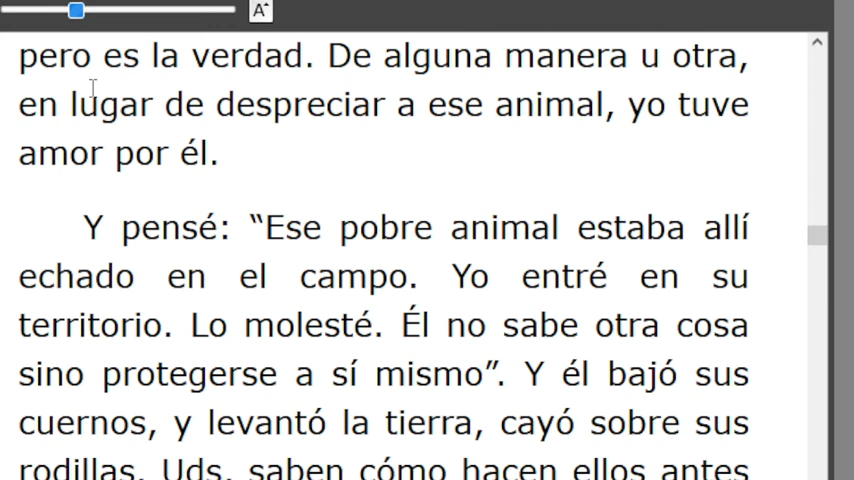 A
pero es la verdad. De alguna manera u otra,
en lugar de despreciar a ese animal, yo tuve
amor por él.
Y pensé: “Ese pobre animal estaba allí
echado en el campo. Yo entré en su
territorio. Lo molesté. Él no sabe otra cosa
sino protegerse a sí mismo”. Y él bajó sus
cuernos, y levantó la tierra, cayó sobre sus
rodillas. Uds. saben cómo hacen ellos antes